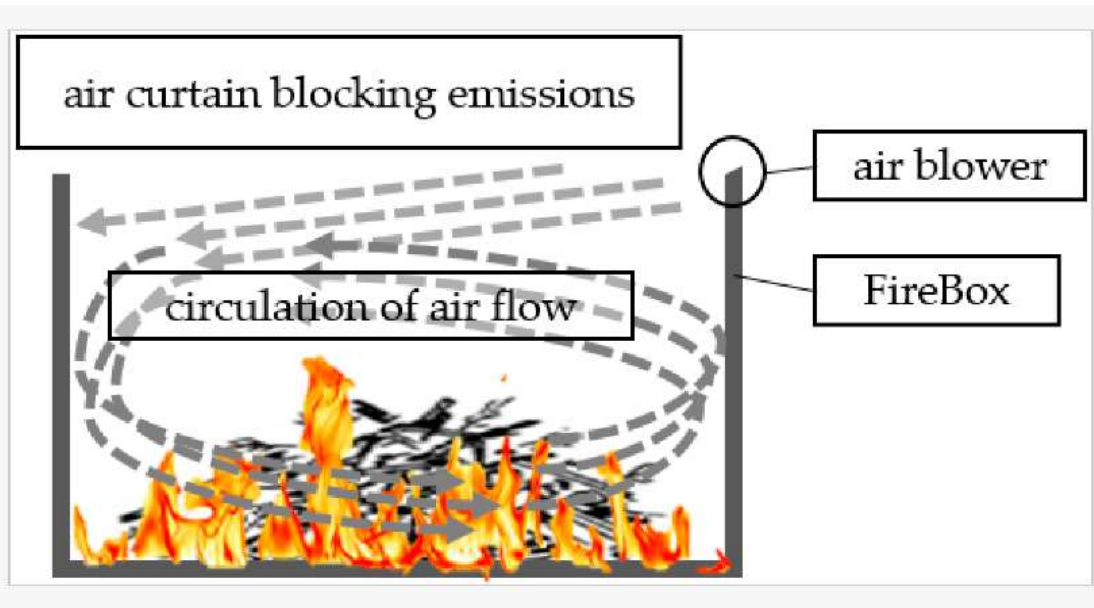 air curtain blocking emissions
air blower
FireBox
circulation of air flow